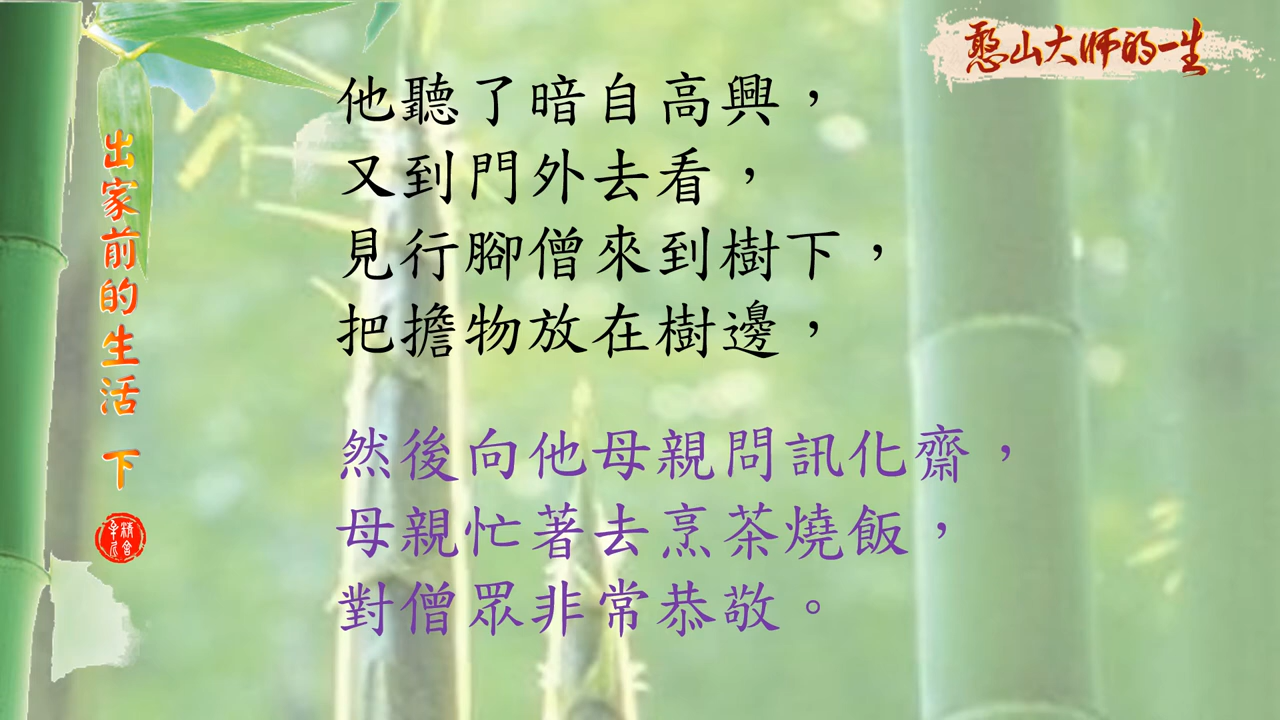 憨山大师的一生
出家前的生活 下
他聽了暗自高興，
又到門外去看，
見行腳僧來到樹下，
把擔物放在樹邊，
然後向他母親問訊化齋，
母親忙著去烹茶燒飯，
對僧眾非常恭敬。